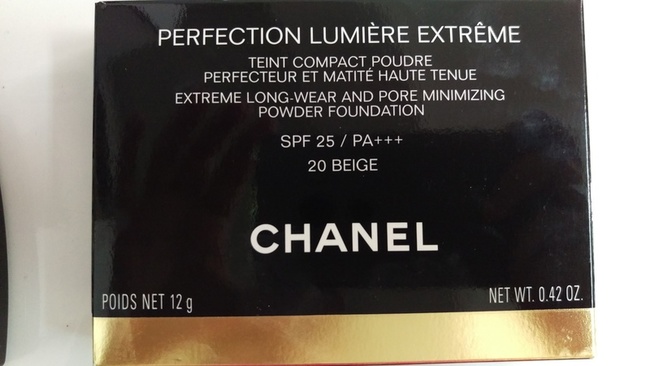 PERFECTION LUMIÈRE EXTRÊME
TEINT COMPACT POUDRE
PERFECTEUR ET MATITÉ HAUTE TENUE
EXTREME LONG-WEAR AND PORE MINIMIZING
POWDER FOUNDATION
SPF 25 / PA+++
20 BEIGE
CHANEL
POIDS NET 12 g
NET WT. 0.42 OZ.